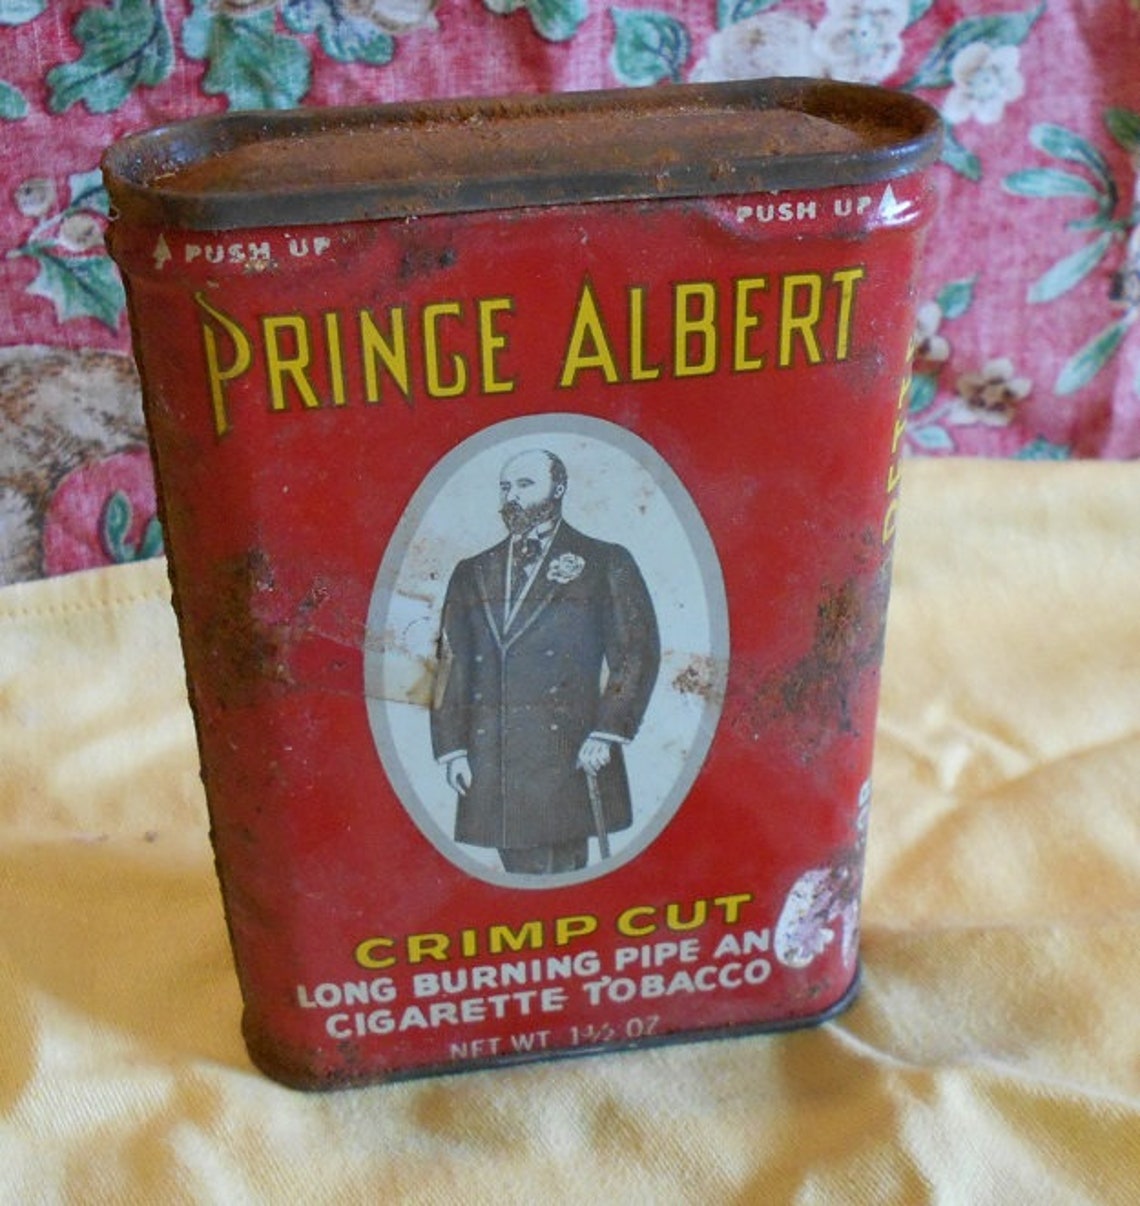 PUSH UP
PUSH UP
PRINCE ALBERT
CRIMP CUT
LONG BURNING PIPE AN
CIGARETTE TOBACCO
NET WT 1½ OZ